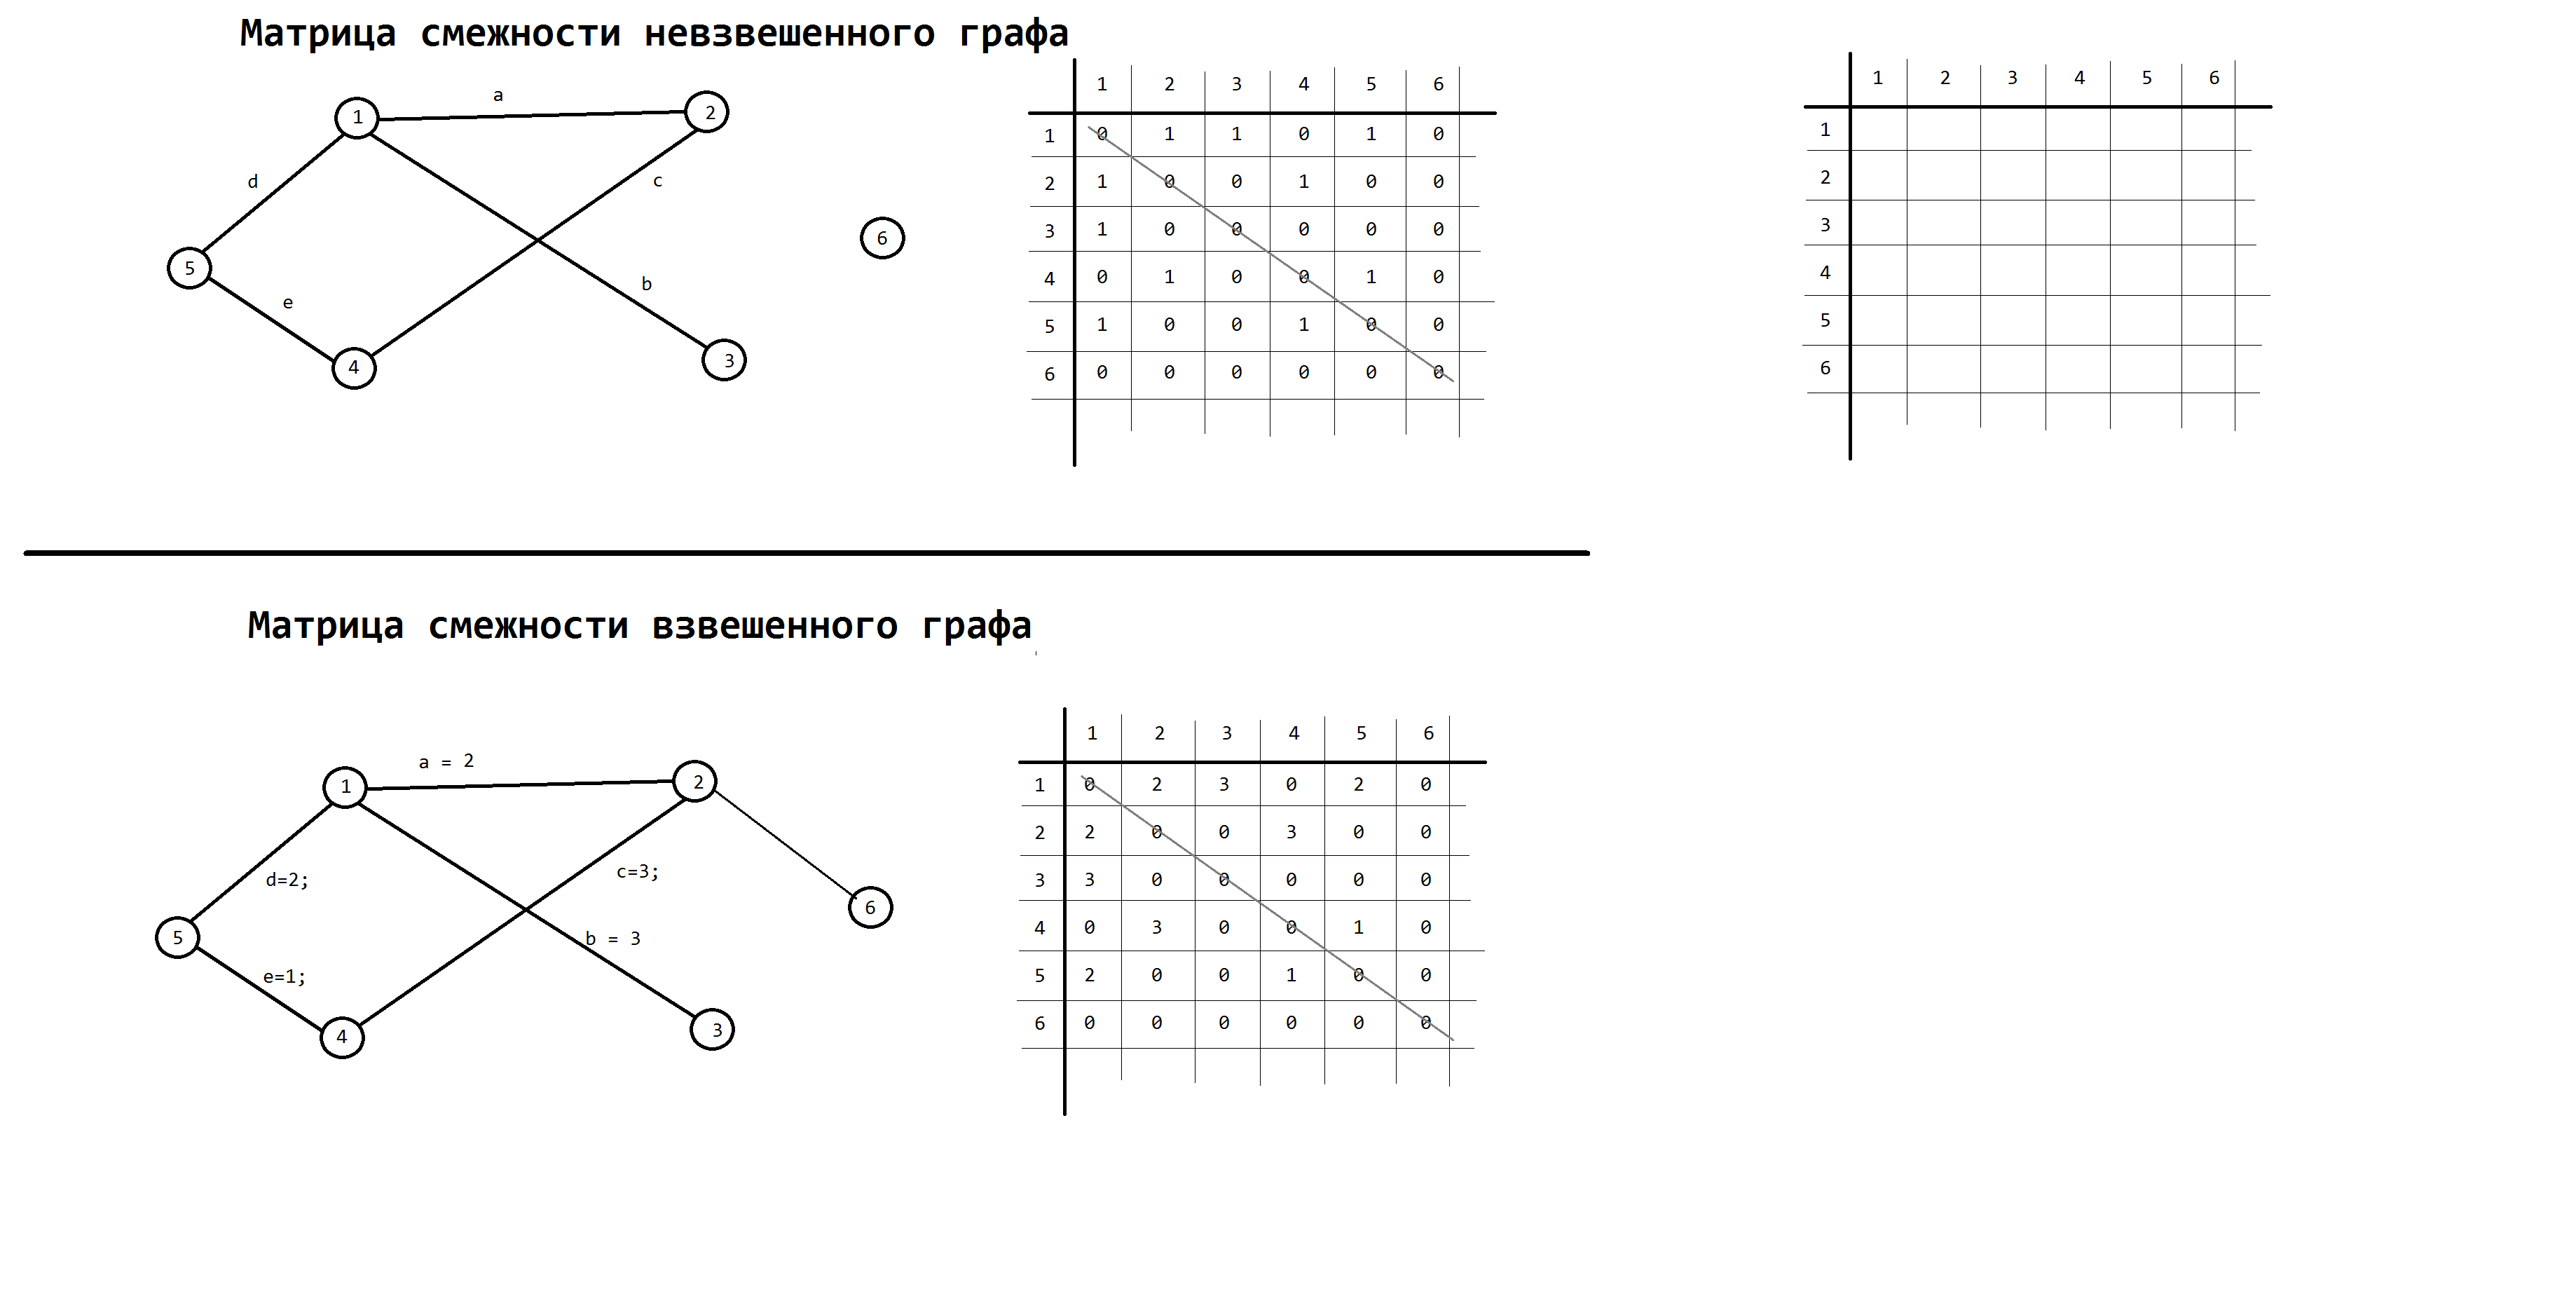 Матрица смежности невзвешенного графа
a
1
2
d
c
6
5
b
e
4
3
1 2 3 4 5 6
1 0 1 1 0 1 0
2 1 0 0 1 0 0
3 1 0 0 0 0 0
4 0 1 0 0 1 0
5 1 0 0 1 0 0
6 0 0 0 0 0 0
1 2 3 4 5 6
1
2
3
4
5
6
Матрица смежности взвешенного графа
a = 2
1
2
d=2;
c=3;
6
5
b = 3
e=1;
4
3
1 2 3 4 5 6
1 0 2 3 0 2 0
2 2 0 0 3 0 0
3 3 0 0 0 0 0
4 0 3 0 0 1 0
5 2 0 0 1 0 0
6 0 0 0 0 0 0